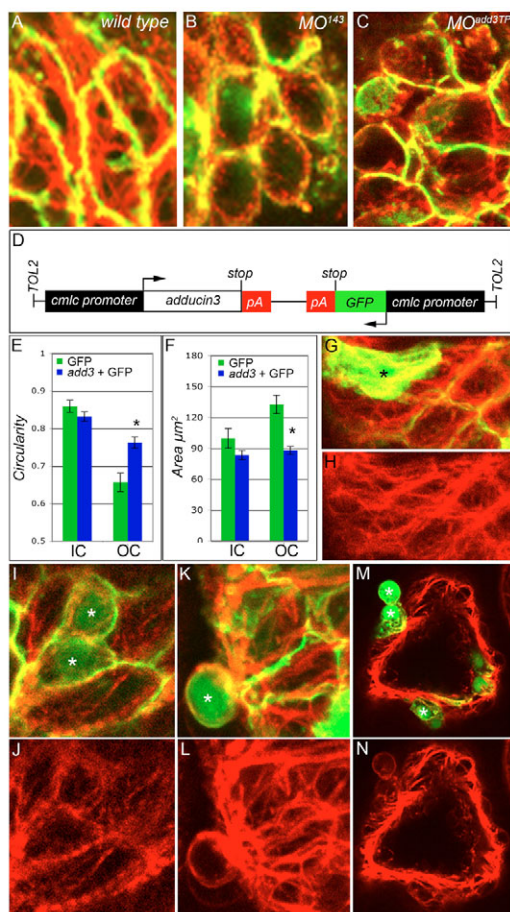 A wild type
B MO¹⁴³
C MOadd3TP
D
TOL2
stop
stop
TOL2
cmlc promoter
adducin3
pA
pA
GFP
cmlc promoter
E
GFP
add3 + GFP
Circularity
1
0.9
0.8
0.7
0.6
0.5
*
IC
OC
F
GFP
add3 + GFP
Area µm²
180
150
120
90
60
30
0
*
IC
OC
G
*
H
I
*
*
K
*
M
*
*
*
J
L
N